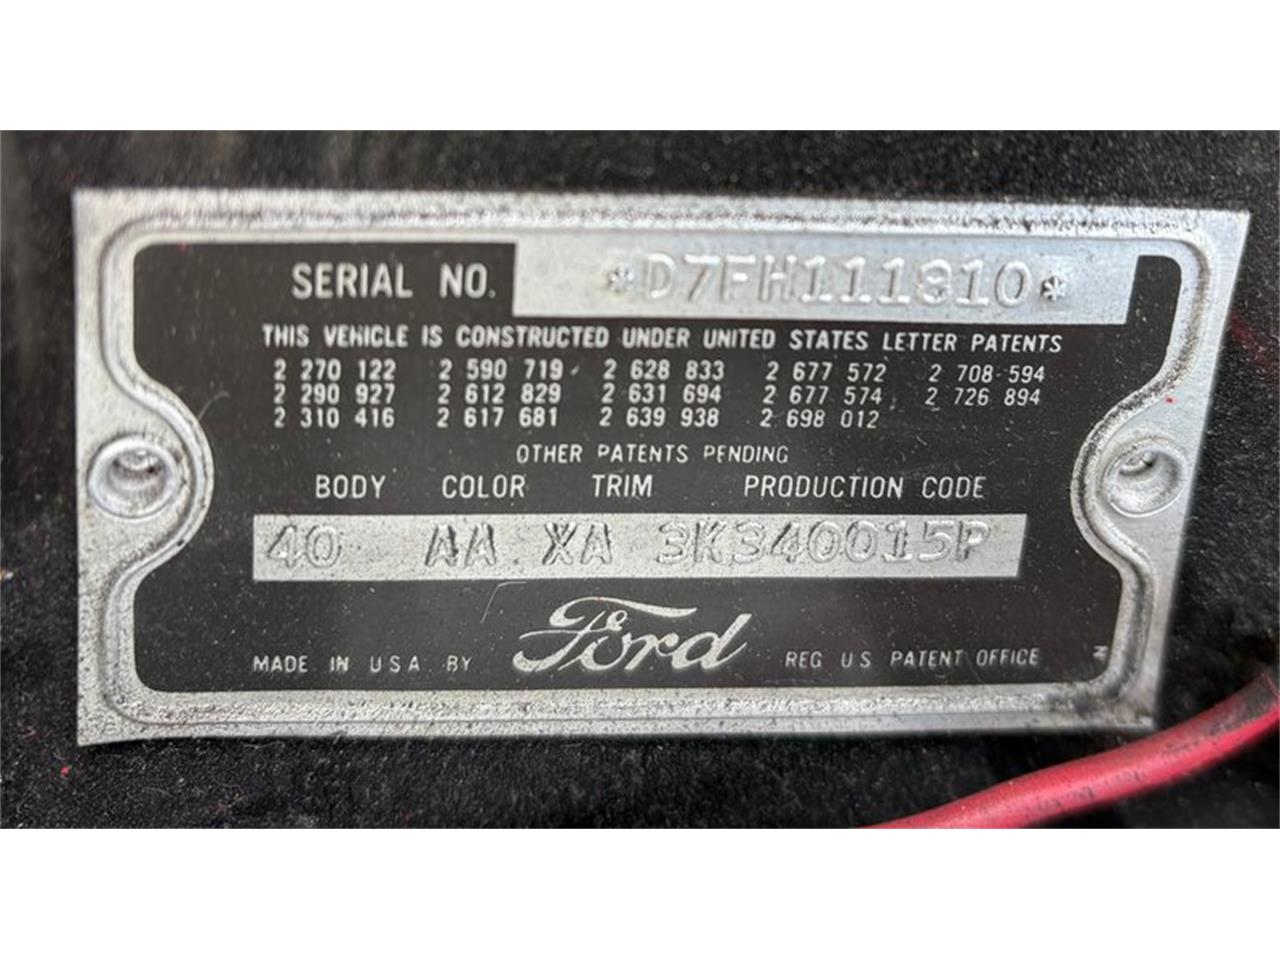 SERIAL NO. *D7FH111810*
THIS VEHICLE IS CONSTRUCTED UNDER UNITED STATES LETTER PATENTS
2 270 122 2 590 719 2 628 833 2 677 572 2 708-594
2 290 927 2 612 829 2 631 694 2 677 574 2 726 894
2 310 416 2 617 681 2 639 938 2 698 012
OTHER PATENTS PENDING
BODY COLOR TRIM PRODUCTION CODE
40 AA XA 3K340015P
MADE IN U.S.A. BY Ford REG U S PATENT OFFICE
N